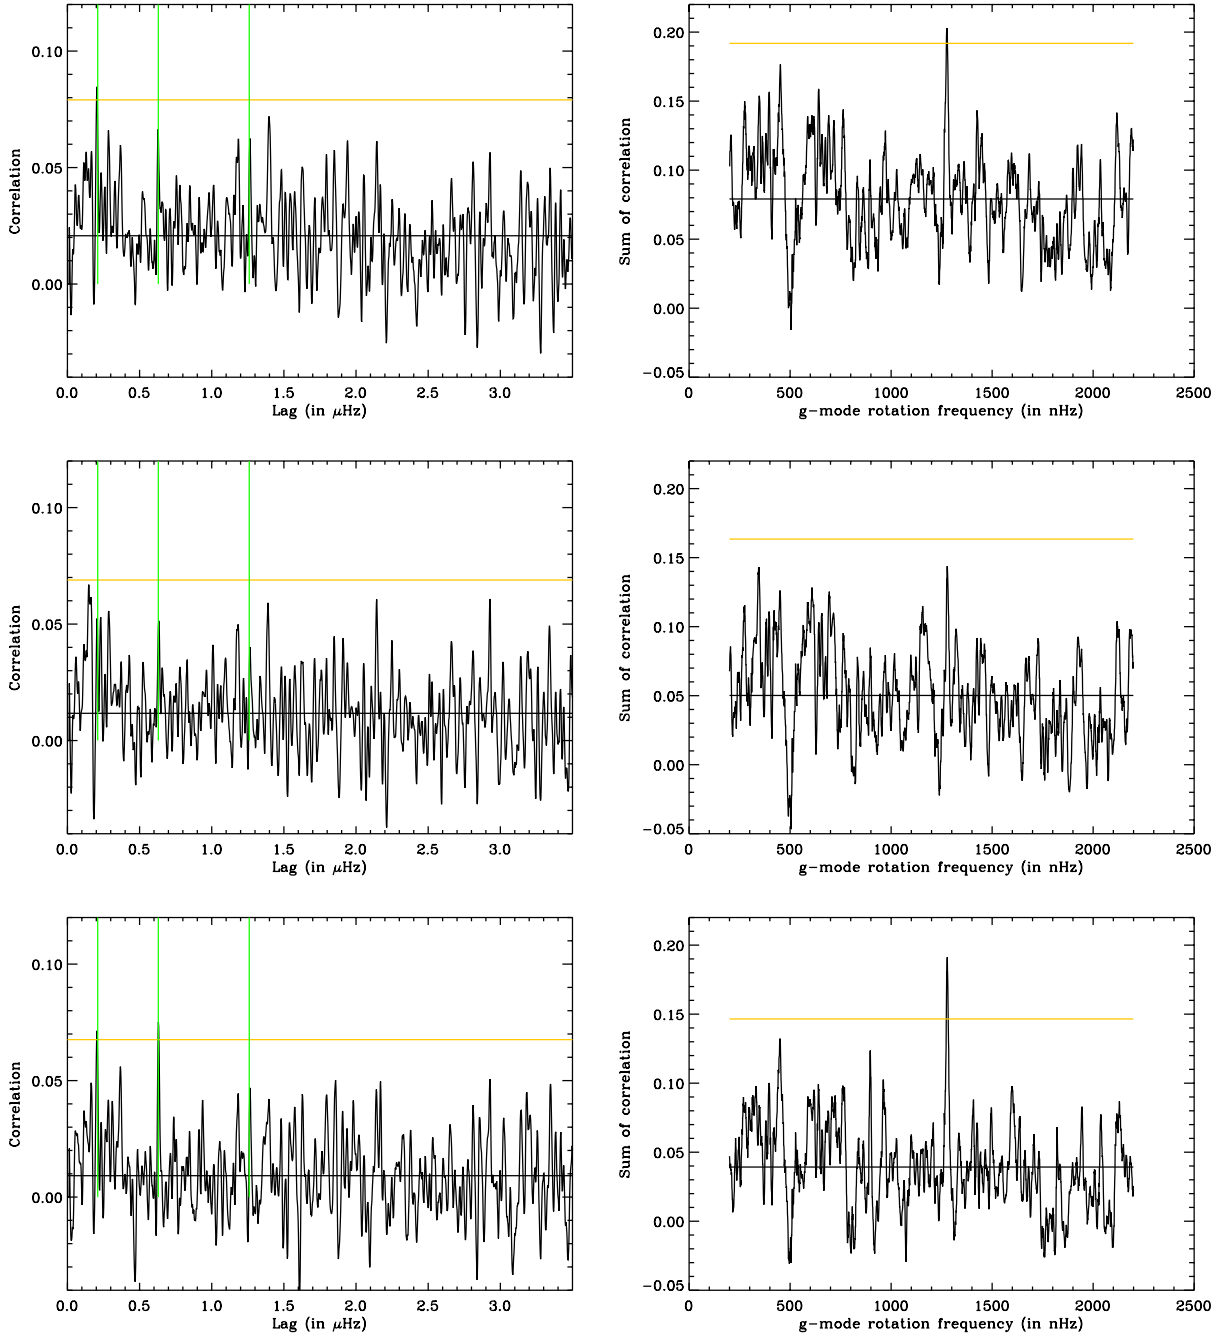 0.10
0.05
0.00
Correlation
0.0 0.5 1.0 1.5 2.0 2.5 3.0
Lag (in μHz)
0.20
0.15
0.10
0.05
0.00
−0.05
Sum of correlation
0 500 1000 1500 2000 2500
g−mode rotation frequency (in nHz)
0.10
0.05
0.00
Correlation
0.0 0.5 1.0 1.5 2.0 2.5 3.0
Lag (in μHz)
0.20
0.15
0.10
0.05
0.00
−0.05
Sum of correlation
0 500 1000 1500 2000 2500
g−mode rotation frequency (in nHz)
0.10
0.05
0.00
Correlation
0.0 0.5 1.0 1.5 2.0 2.5 3.0
Lag (in μHz)
0.20
0.15
0.10
0.05
0.00
−0.05
Sum of correlation
0 500 1000 1500 2000 2500
g−mode rotation frequency (in nHz)